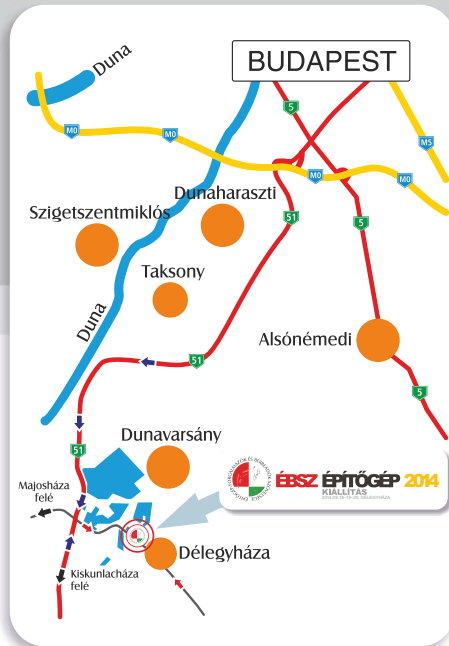 Duna
BUDAPEST
5
M0
M0
M5
M0
M0
Dunaharaszti
Szigetszentmiklós
51
5
Taksony
Duna
Alsónémedi
51
5
Dunavarsány
51
ÉBSZ ÉPÍTŐGÉP 2014
KIÁLLÍTÁS
Majosháza
felé
Délegyháza
Kiskunlacháza
felé